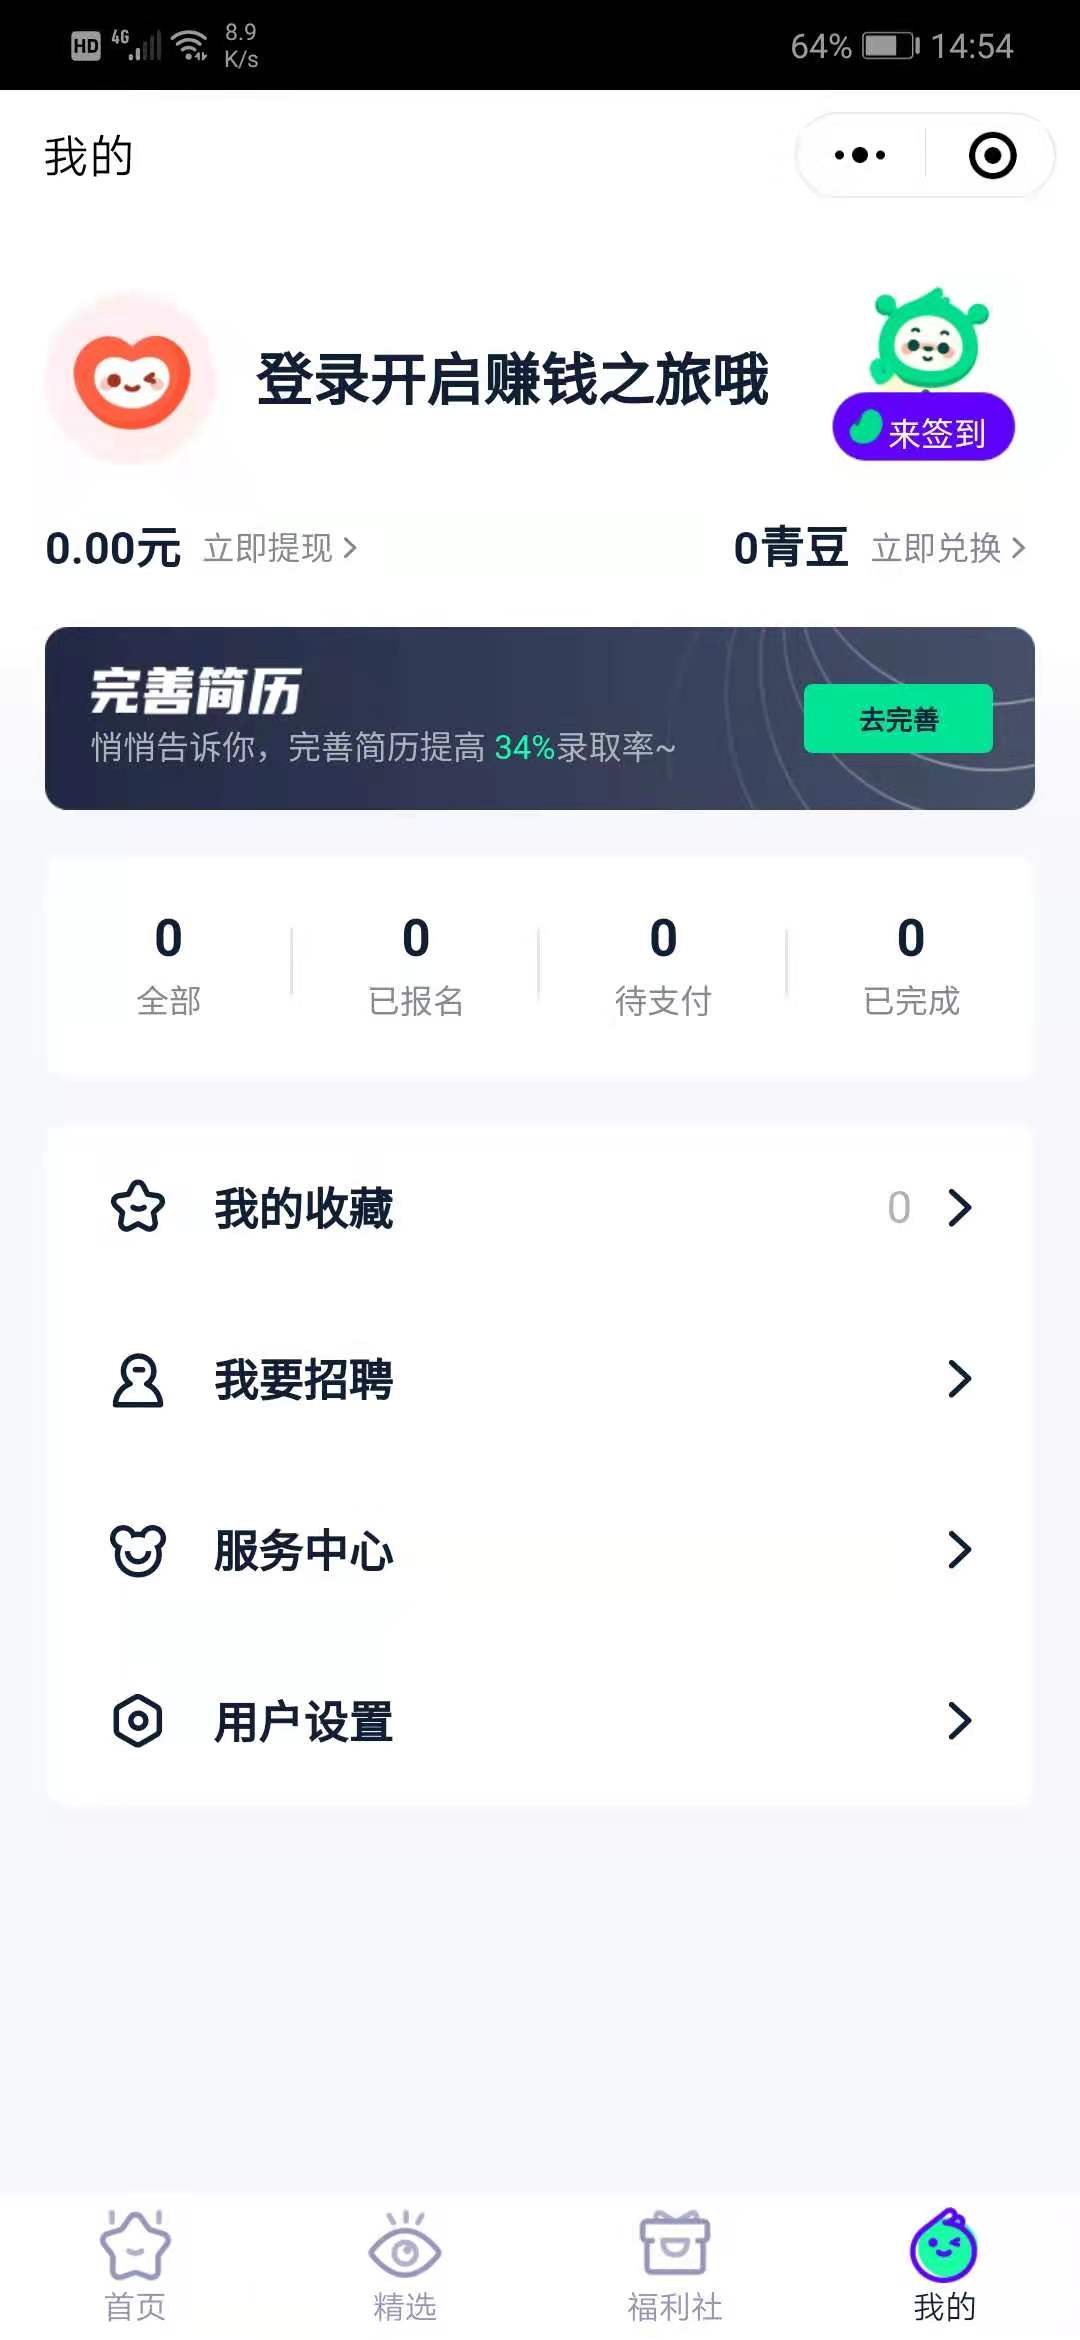 HD 4G 8.9 K/s 64% 14:54
我的
登录开启赚钱之旅哦
来签到
0.00元 立即提现 0青豆 立即兑换
完善简历
悄悄告诉你，完善简历提高 34%录取率~
去完善
0 0 0 0
全部 已报名 待支付 已完成
我的收藏 0
我要招聘
服务中心
用户设置
首页 精选 福利社 我的